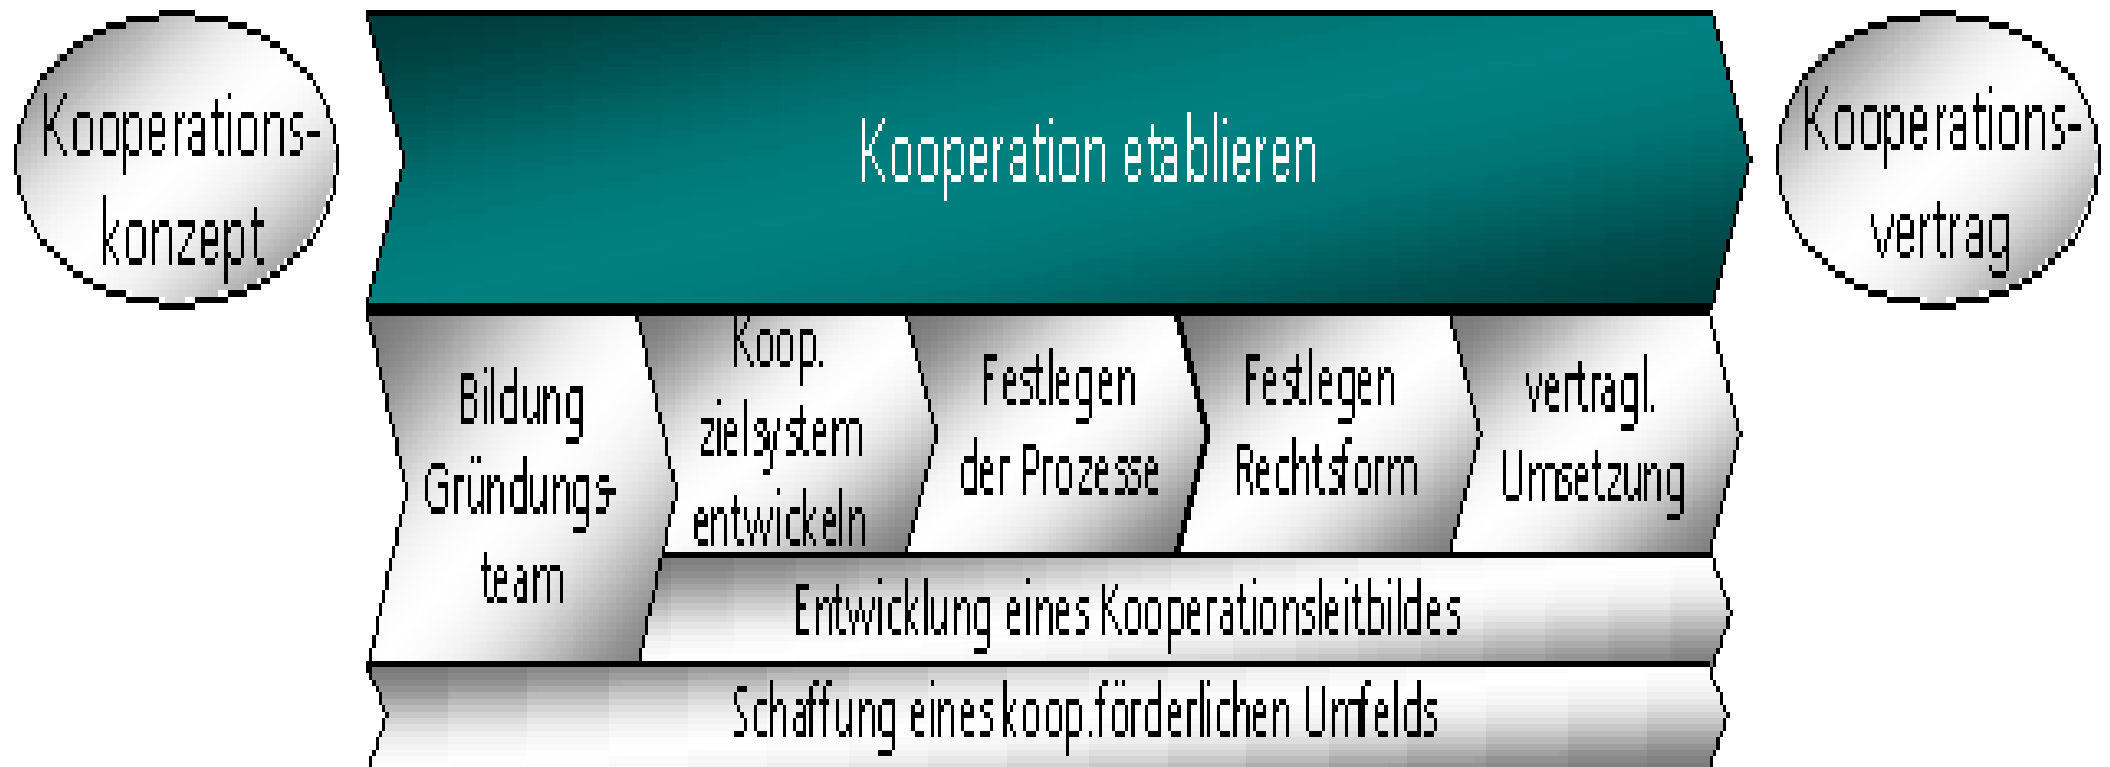 Kooperations-
konzept
Kooperation etablieren
Kooperations-
vertrag
Bildung
Gründungs-
team
Koop.
zielsystem
entwickeln
Festlegen
der Prozesse
Festlegen
Rechtsform
vertragl.
Umsetzung
Entwicklung eines Kooperationsleitbildes
Schaffung eines koop.förderlichen Umfelds